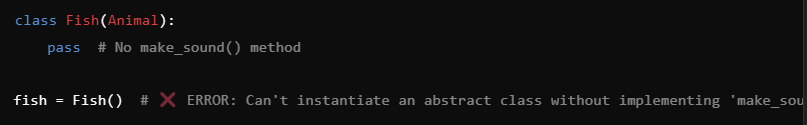 class Fish(Animal):
    pass  # No make_sound() method
fish = Fish()  # ❌ ERROR: Can't instantiate an abstract class without implementing 'make_sou